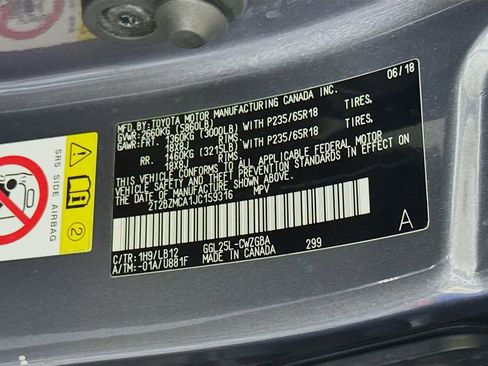 MFD.BY:TOYOTA MOTOR MANUFACTURING CANADA INC. 06/18
GVWR:2660KG (5860LB)
GAWR:FRT. 1360KG (3000LB) WITH P235/65R18 TIRES,
18X8J RIMS
RR. 1460KG (3215LB) WITH P235/65R18 TIRES,
18X8J RIMS
THIS VEHICLE CONFORMS TO ALL APPLICABLE FEDERAL MOTOR
VEHICLE SAFETY AND THEFT PREVENTION STANDARDS IN EFFECT ON
THE DATE OF MANUFACTURE SHOWN ABOVE.
2T2BZMCA1JC159316 MPV
A
C/TR: 1H9/LB12 GGL25L-CWZGBA 299
A/TM: -01A/U881F MADE IN CANADA
SRS SIDE AIRBAG
2